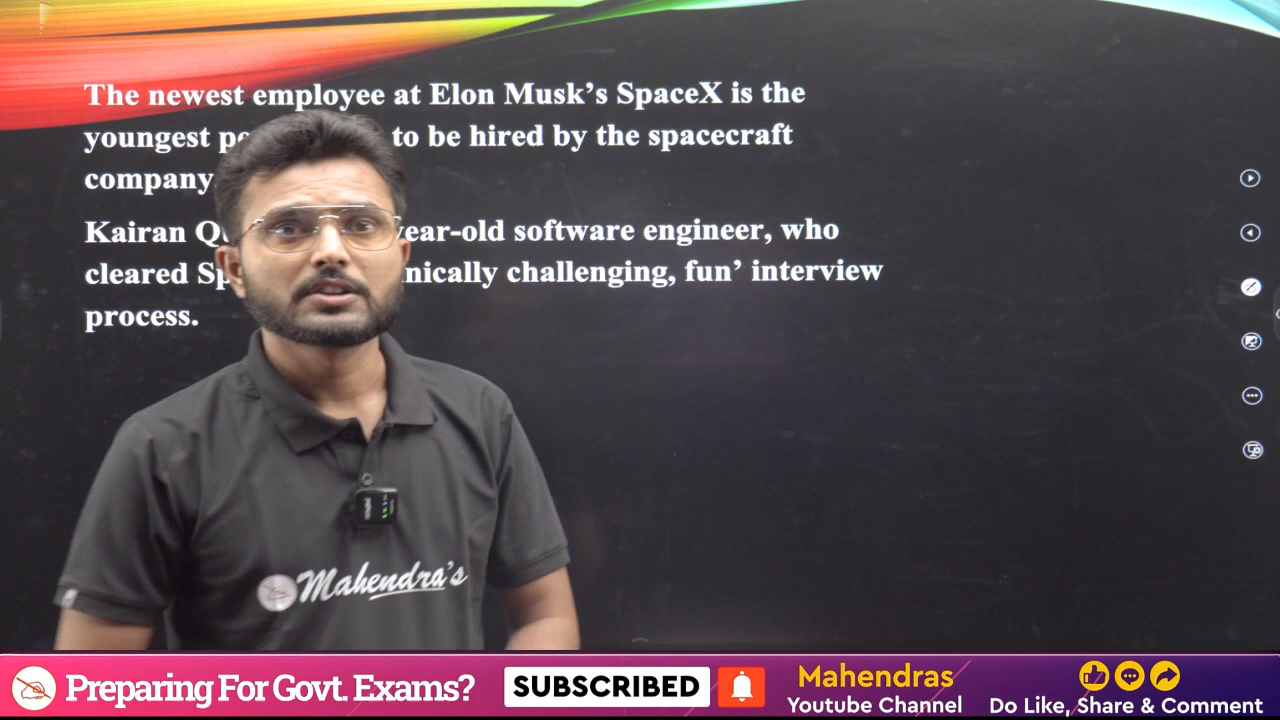 The newest employee at Elon Musk's SpaceX is the
youngest to be hired by the spacecraft
company
Kairan year-old software engineer, who
cleared challenging, fun' interview
process.
Mahendra's
Preparing For Govt. Exams?
SUBSCRIBED
Mahendras
Youtube Channel
Do Like, Share & Comment